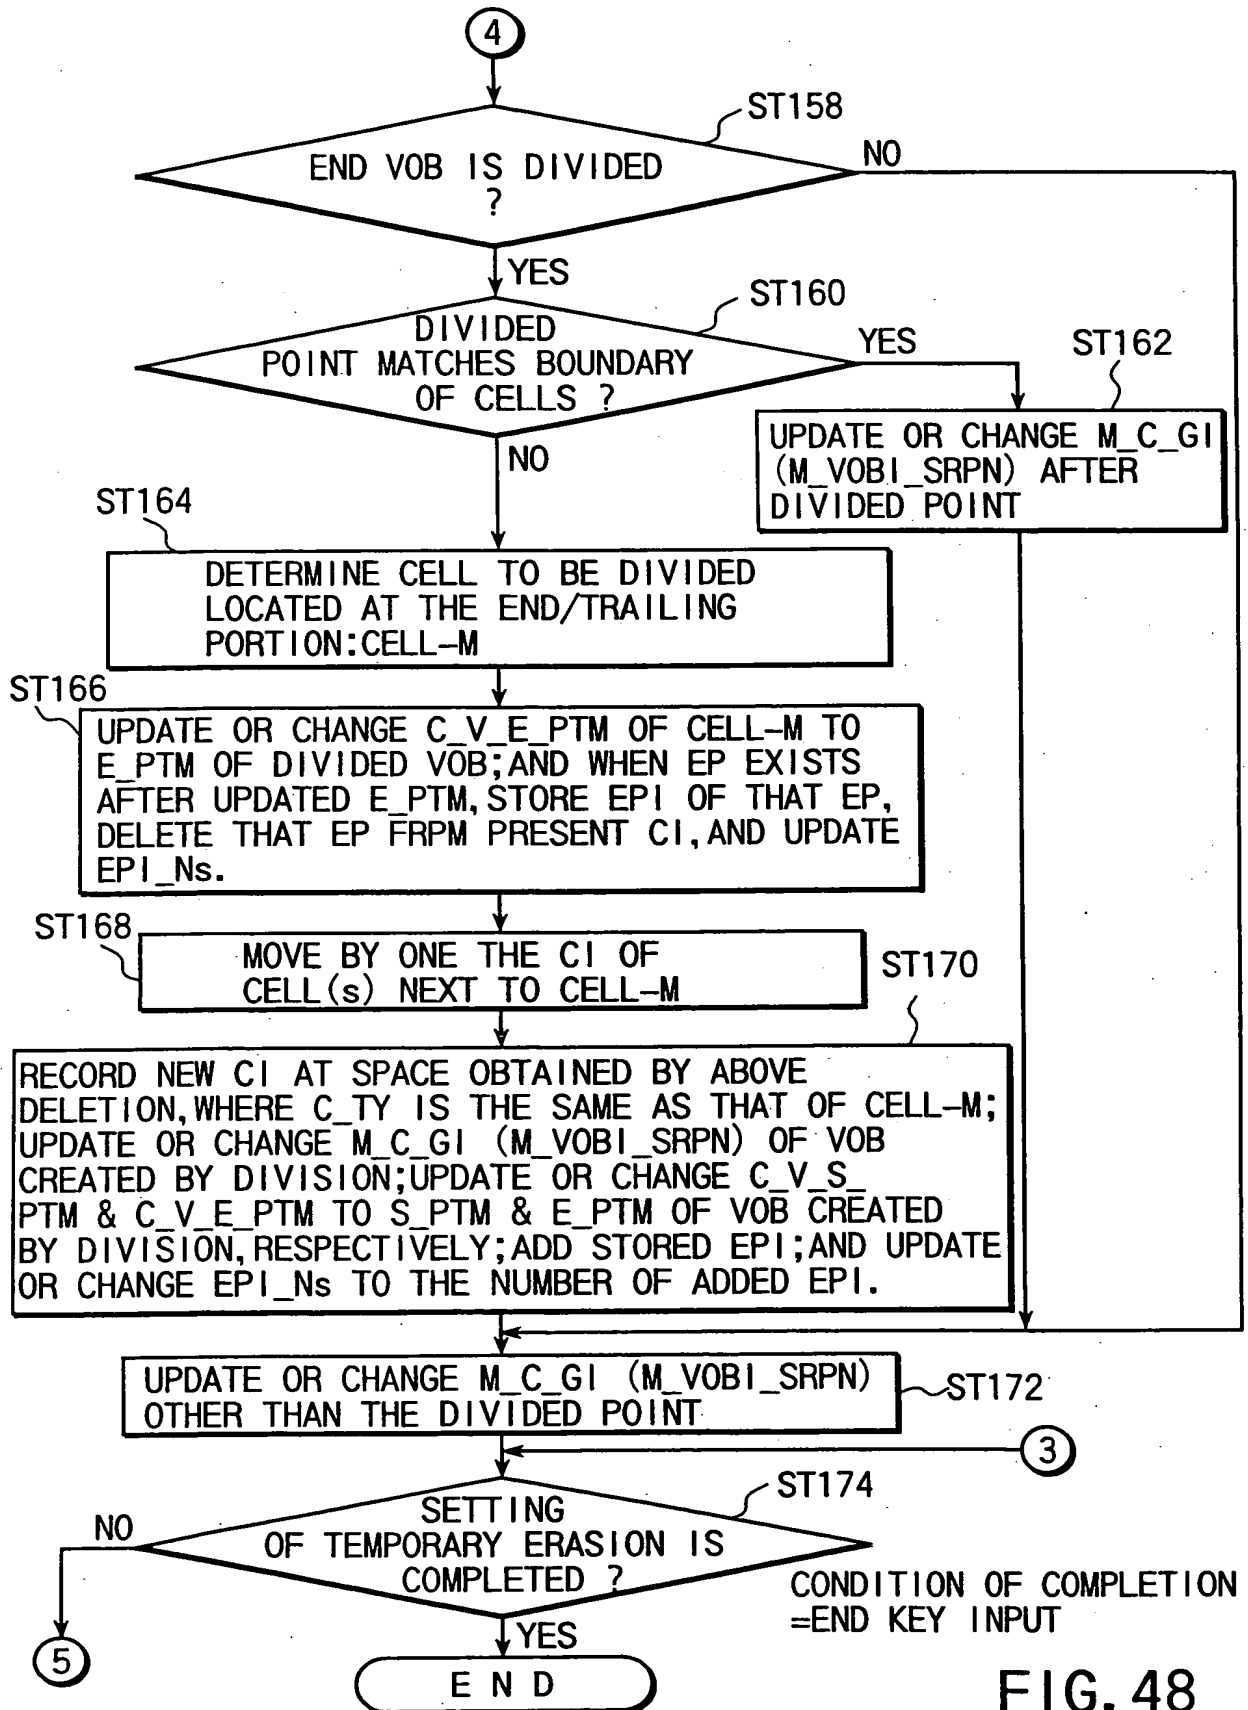 4
ST158
END VOB IS DIVIDED
?
NO
YES
ST160
DIVIDED
POINT MATCHES BOUNDARY
OF CELLS ?
YES
NO
ST162
UPDATE OR CHANGE M_C_GI
(M_VOBI_SRPN) AFTER
DIVIDED POINT
ST164
DETERMINE CELL TO BE DIVIDED
LOCATED AT THE END/TRAILING
PORTION:CELL-M
ST166
UPDATE OR CHANGE C_V_E_PTM OF CELL-M TO
E_PTM OF DIVIDED VOB;AND WHEN EP EXISTS
AFTER UPDATED E_PTM,STORE EPI OF THAT EP,
DELETE THAT EP FRPM PRESENT CI,AND UPDATE
EPI_Ns.
ST168
MOVE BY ONE THE CI OF
CELL(s) NEXT TO CELL-M
ST170
RECORD NEW CI AT SPACE OBTAINED BY ABOVE
DELETION,WHERE C_TY IS THE SAME AS THAT OF CELL-M;
UPDATE OR CHANGE M_C_GI (M_VOBI_SRPN) OF VOB
CREATED BY DIVISION;UPDATE OR CHANGE C_V_S_
PTM & C_V_E_PTM TO S_PTM & E_PTM OF VOB CREATED
BY DIVISION,RESPECTIVELY;ADD STORED EPI;AND UPDATE
OR CHANGE EPI_Ns TO THE NUMBER OF ADDED EPI.
UPDATE OR CHANGE M_C_GI (M_VOBI_SRPN)
OTHER THAN THE DIVIDED POINT
ST172
3
ST174
SETTING
OF TEMPORARY ERASION IS
COMPLETED ?
NO
5
YES
END
CONDITION OF COMPLETION
=END KEY INPUT
FIG.48